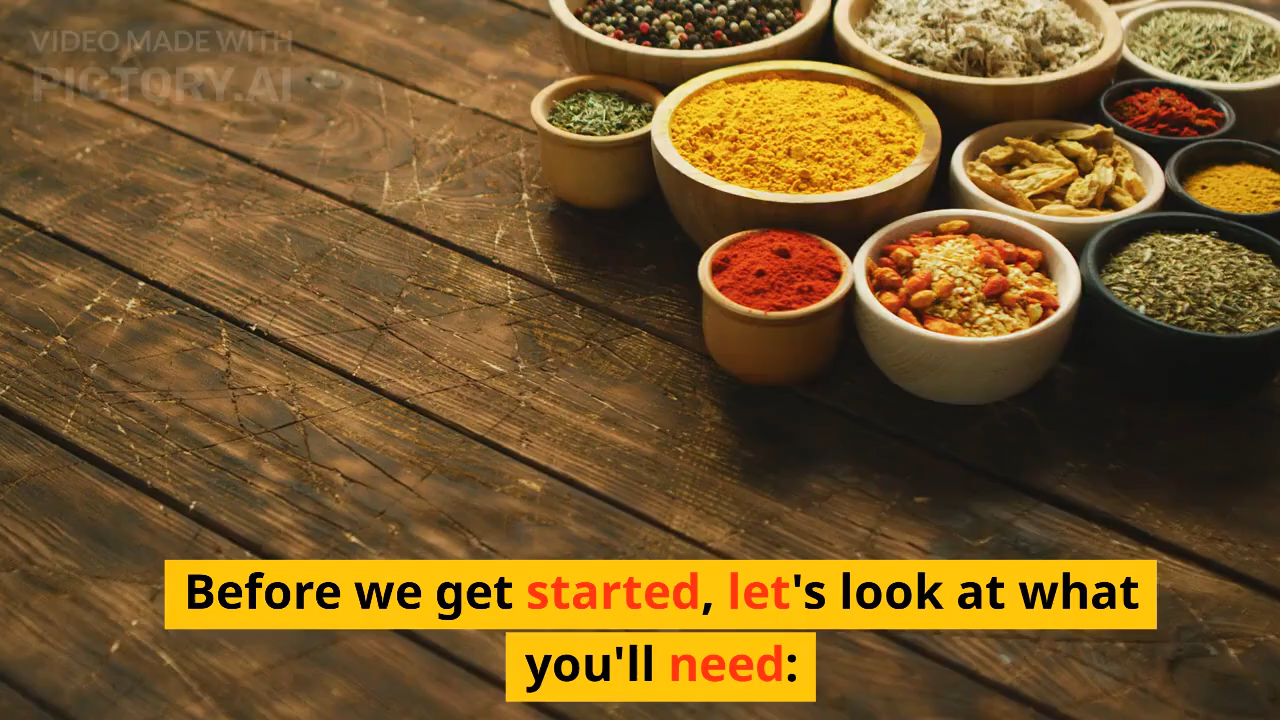 VIDEO MADE WITH
PICTORY.AI
Before we get started, let's look at what
you'll need: